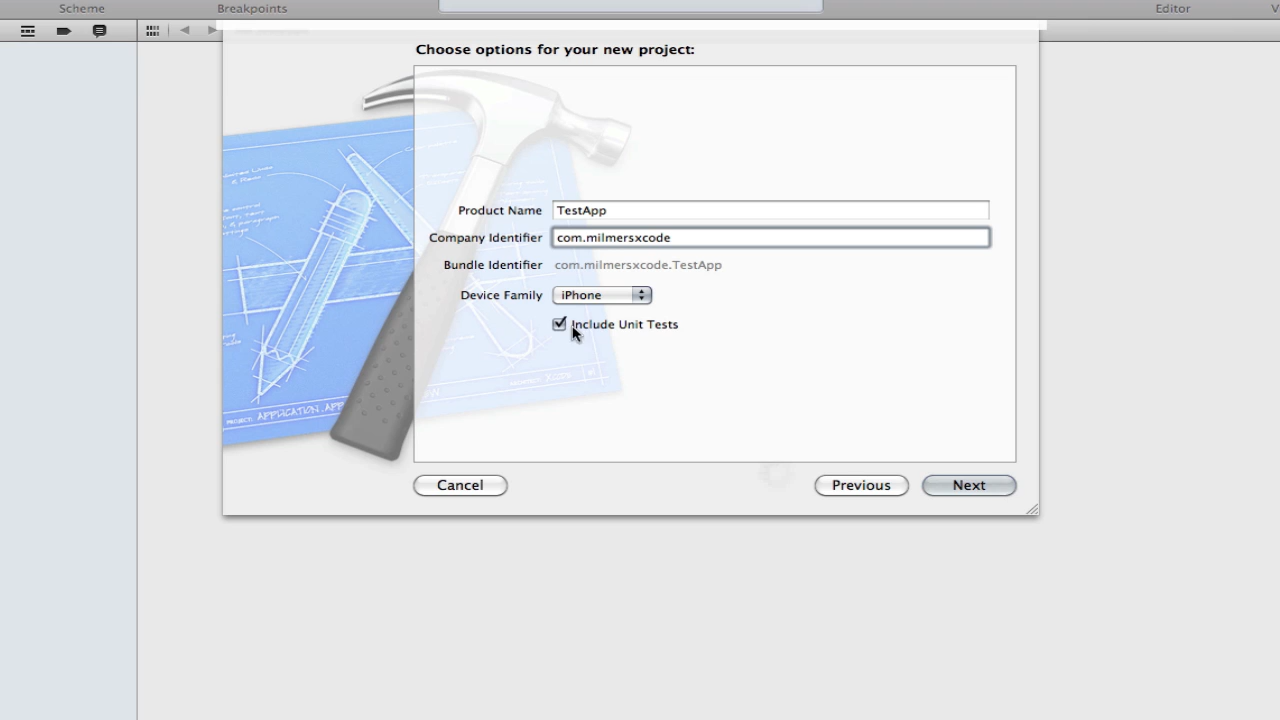 Scheme Breakpoints Editor V
Choose options for your new project:
Product Name TestApp
Company Identifier com.milmersxcode
Bundle Identifier com.milmersxcode.TestApp
Device Family iPhone
Include Unit Tests
Cancel Previous Next